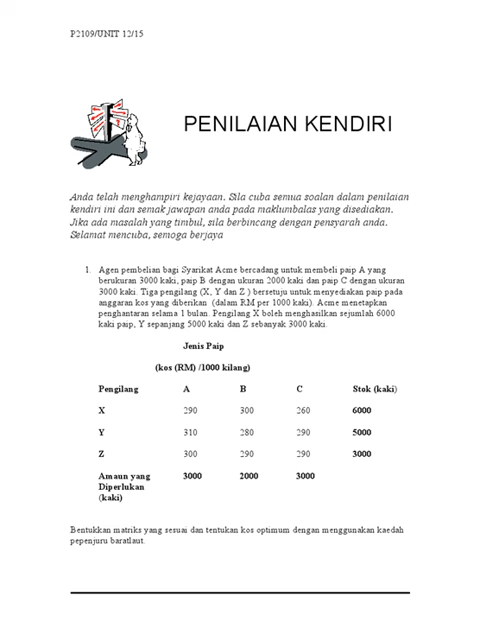 P2109/UNIT 12/15
PENILAIAN KENDIRI
Anda telah menghampiri kejayaan. Sila cuba semua soalan dalam penilaian
kendiri ini dan semak jawapan anda pada maklumbalas yang disediakan.
Jika ada masalah yang timbul, sila berbincang dengan pensyarah anda.
Selamat mencuba, semoga berjaya
1. Agen pembelian bagi Syarikat Acme bercadang untuk membeli paip A yang
berukuran 3000 kaki, paip B dengan ukuran 2000 kaki dan paip C dengan ukuran
3000 kaki. Tiga pengilang (X, Y dan Z ) bersetuju untuk menyediakan paip pada
anggaran kos yang diberikan (dalam RM per 1000 kaki). Acme menetapkan
penghantaran selama 1 bulan. Pengilang X boleh menghasilkan sejumlah 6000
kaki paip, Y sepanjang 5000 kaki dan Z sebanyak 3000 kaki.
Jenis Paip
(kos (RM) /1000 kilang)
Pengilang A B C Stok (kaki)
X 290 300 260 6000
Y 310 280 290 5000
Z 300 290 290 3000
Amaun yang 3000 2000 3000
Diperlukan
(kaki)
Bentukkan matriks yang sesuai dan tentukan kos optimum dengan menggunakan kaedah
pepenjuru baratlaut.